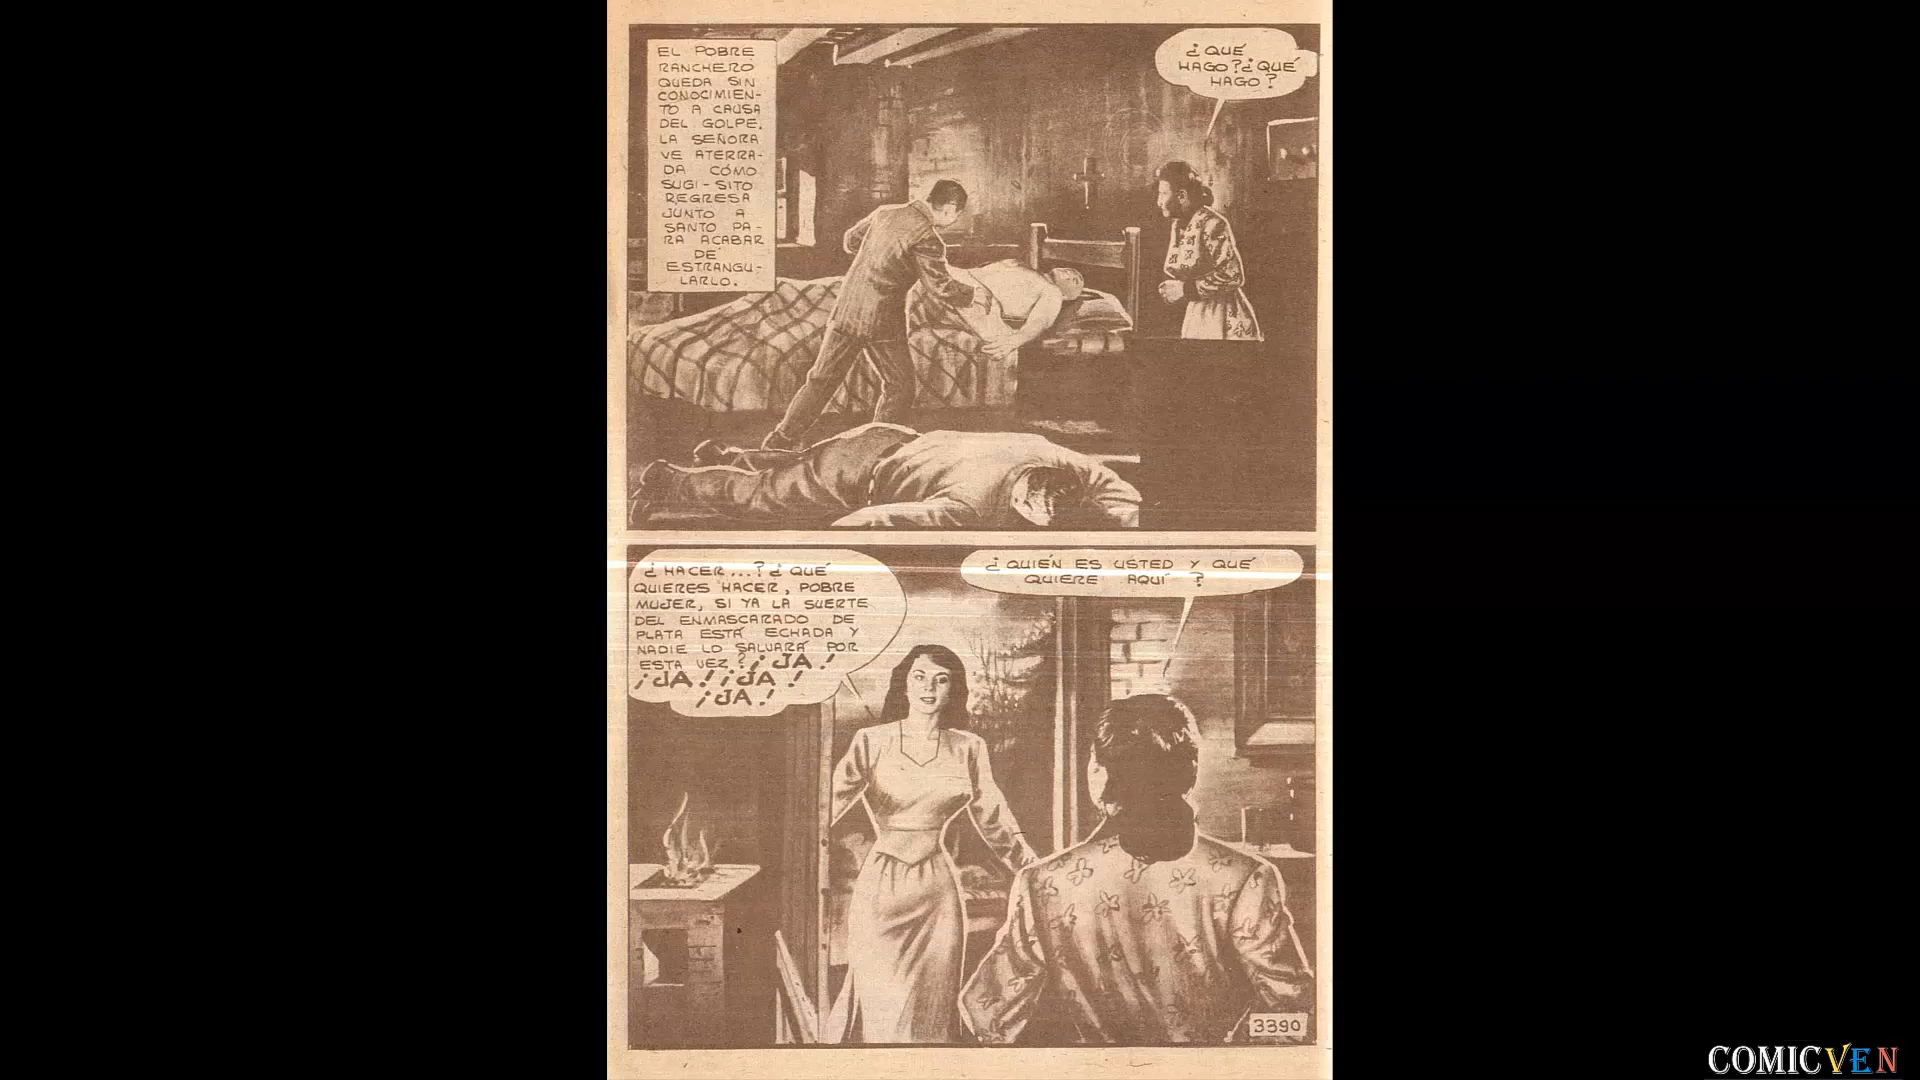 EL POBRE
RANCHERO
QUEDA SIN
CONOCIMIEN-
TO A CAUSA
DEL GOLPE.
LA SEÑORA
VE ATERRA-
DA CÓMO
SUGI-SITO
REGRESA
JUNTO A
SANTO PA-
RA ACABAR
DE
ESTRANGU-
LARLO.
¿QUÉ
HAGO?¿QUÉ
HAGO?
¿HACER...?¿QUÉ
QUIERES HACER, POBRE
MUJER, SI YA LA SUERTE
DEL ENMASCARADO DE
PLATA ESTÁ ECHADA Y
NADIE LO SALVARÁ POR
ESTA VEZ?¡JA!
¡JA!¡JA!
¡JA!
¿QUIÉN ES USTED Y QUÉ
QUIERE AQUÍ ?
3390
COMICVEN